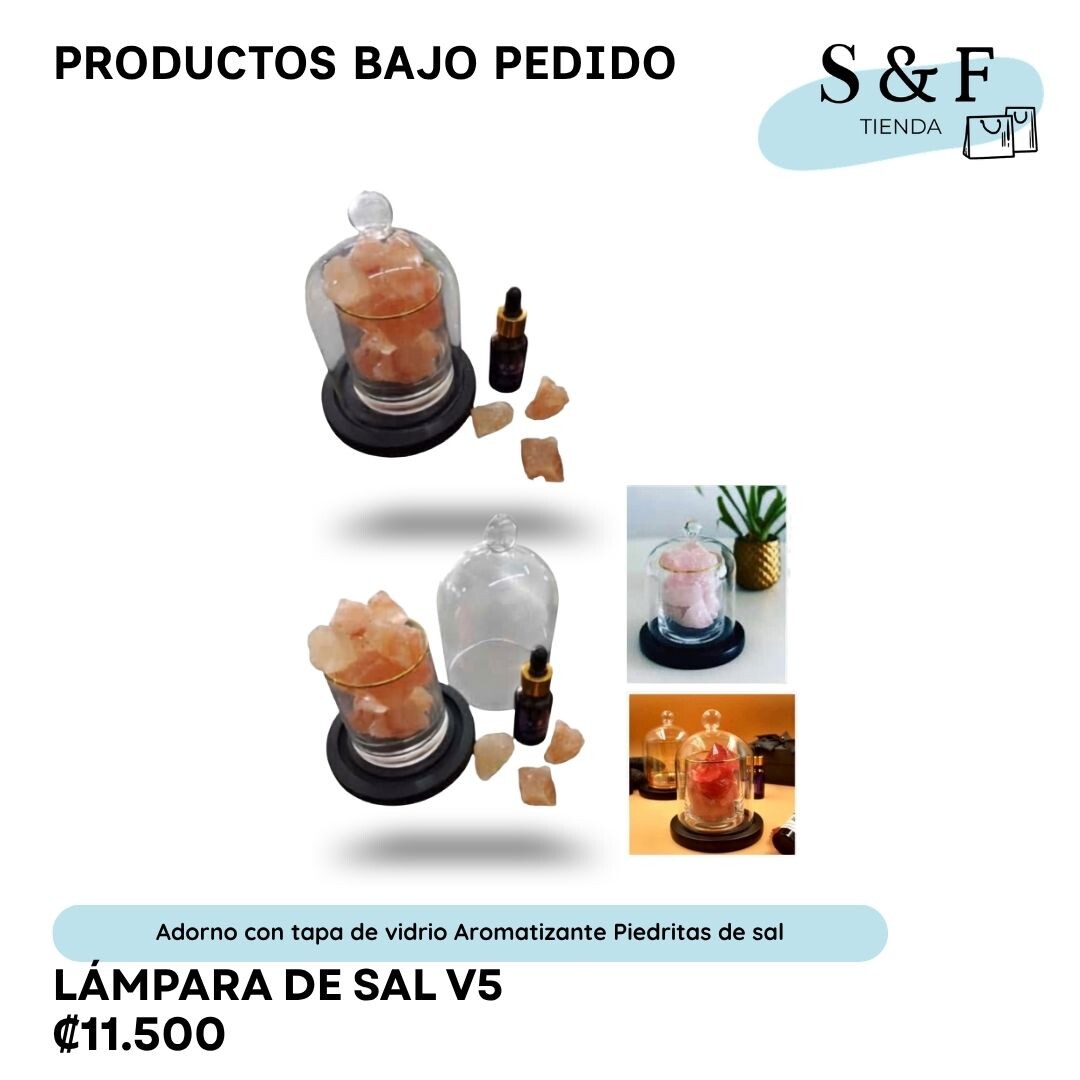 PRODUCTOS BAJO PEDIDO
S & F
TIENDA
Adorno con tapa de vidrio Aromatizante Piedritas de sal
LÁMPARA DE SAL V5
₡11.500